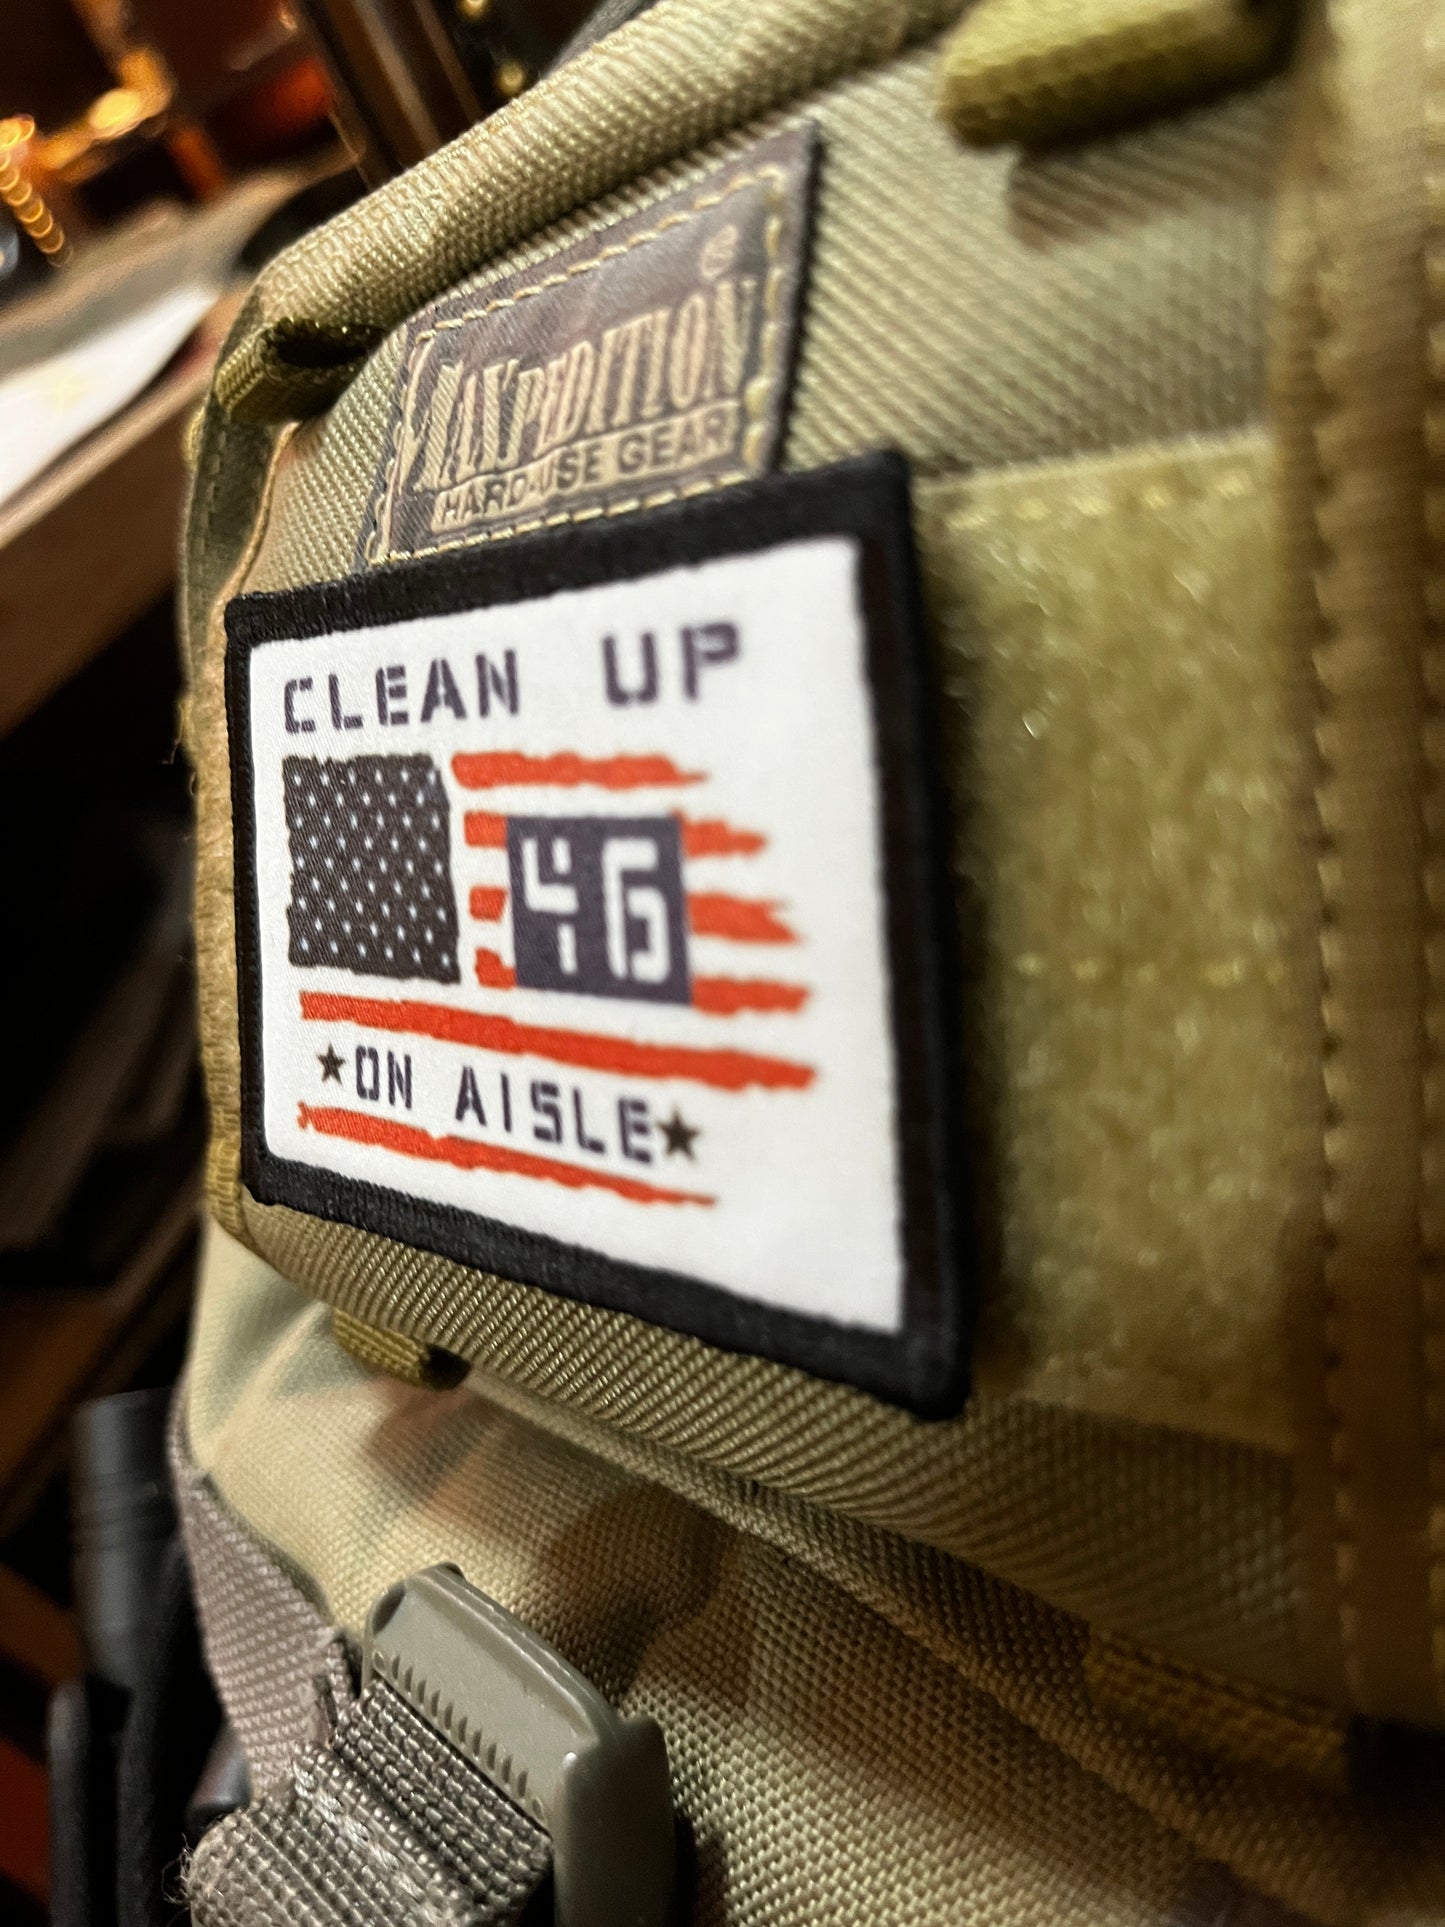 MAXPEDITION®
HARD-USE GEAR
CLEAN UP
46
ON AISLE